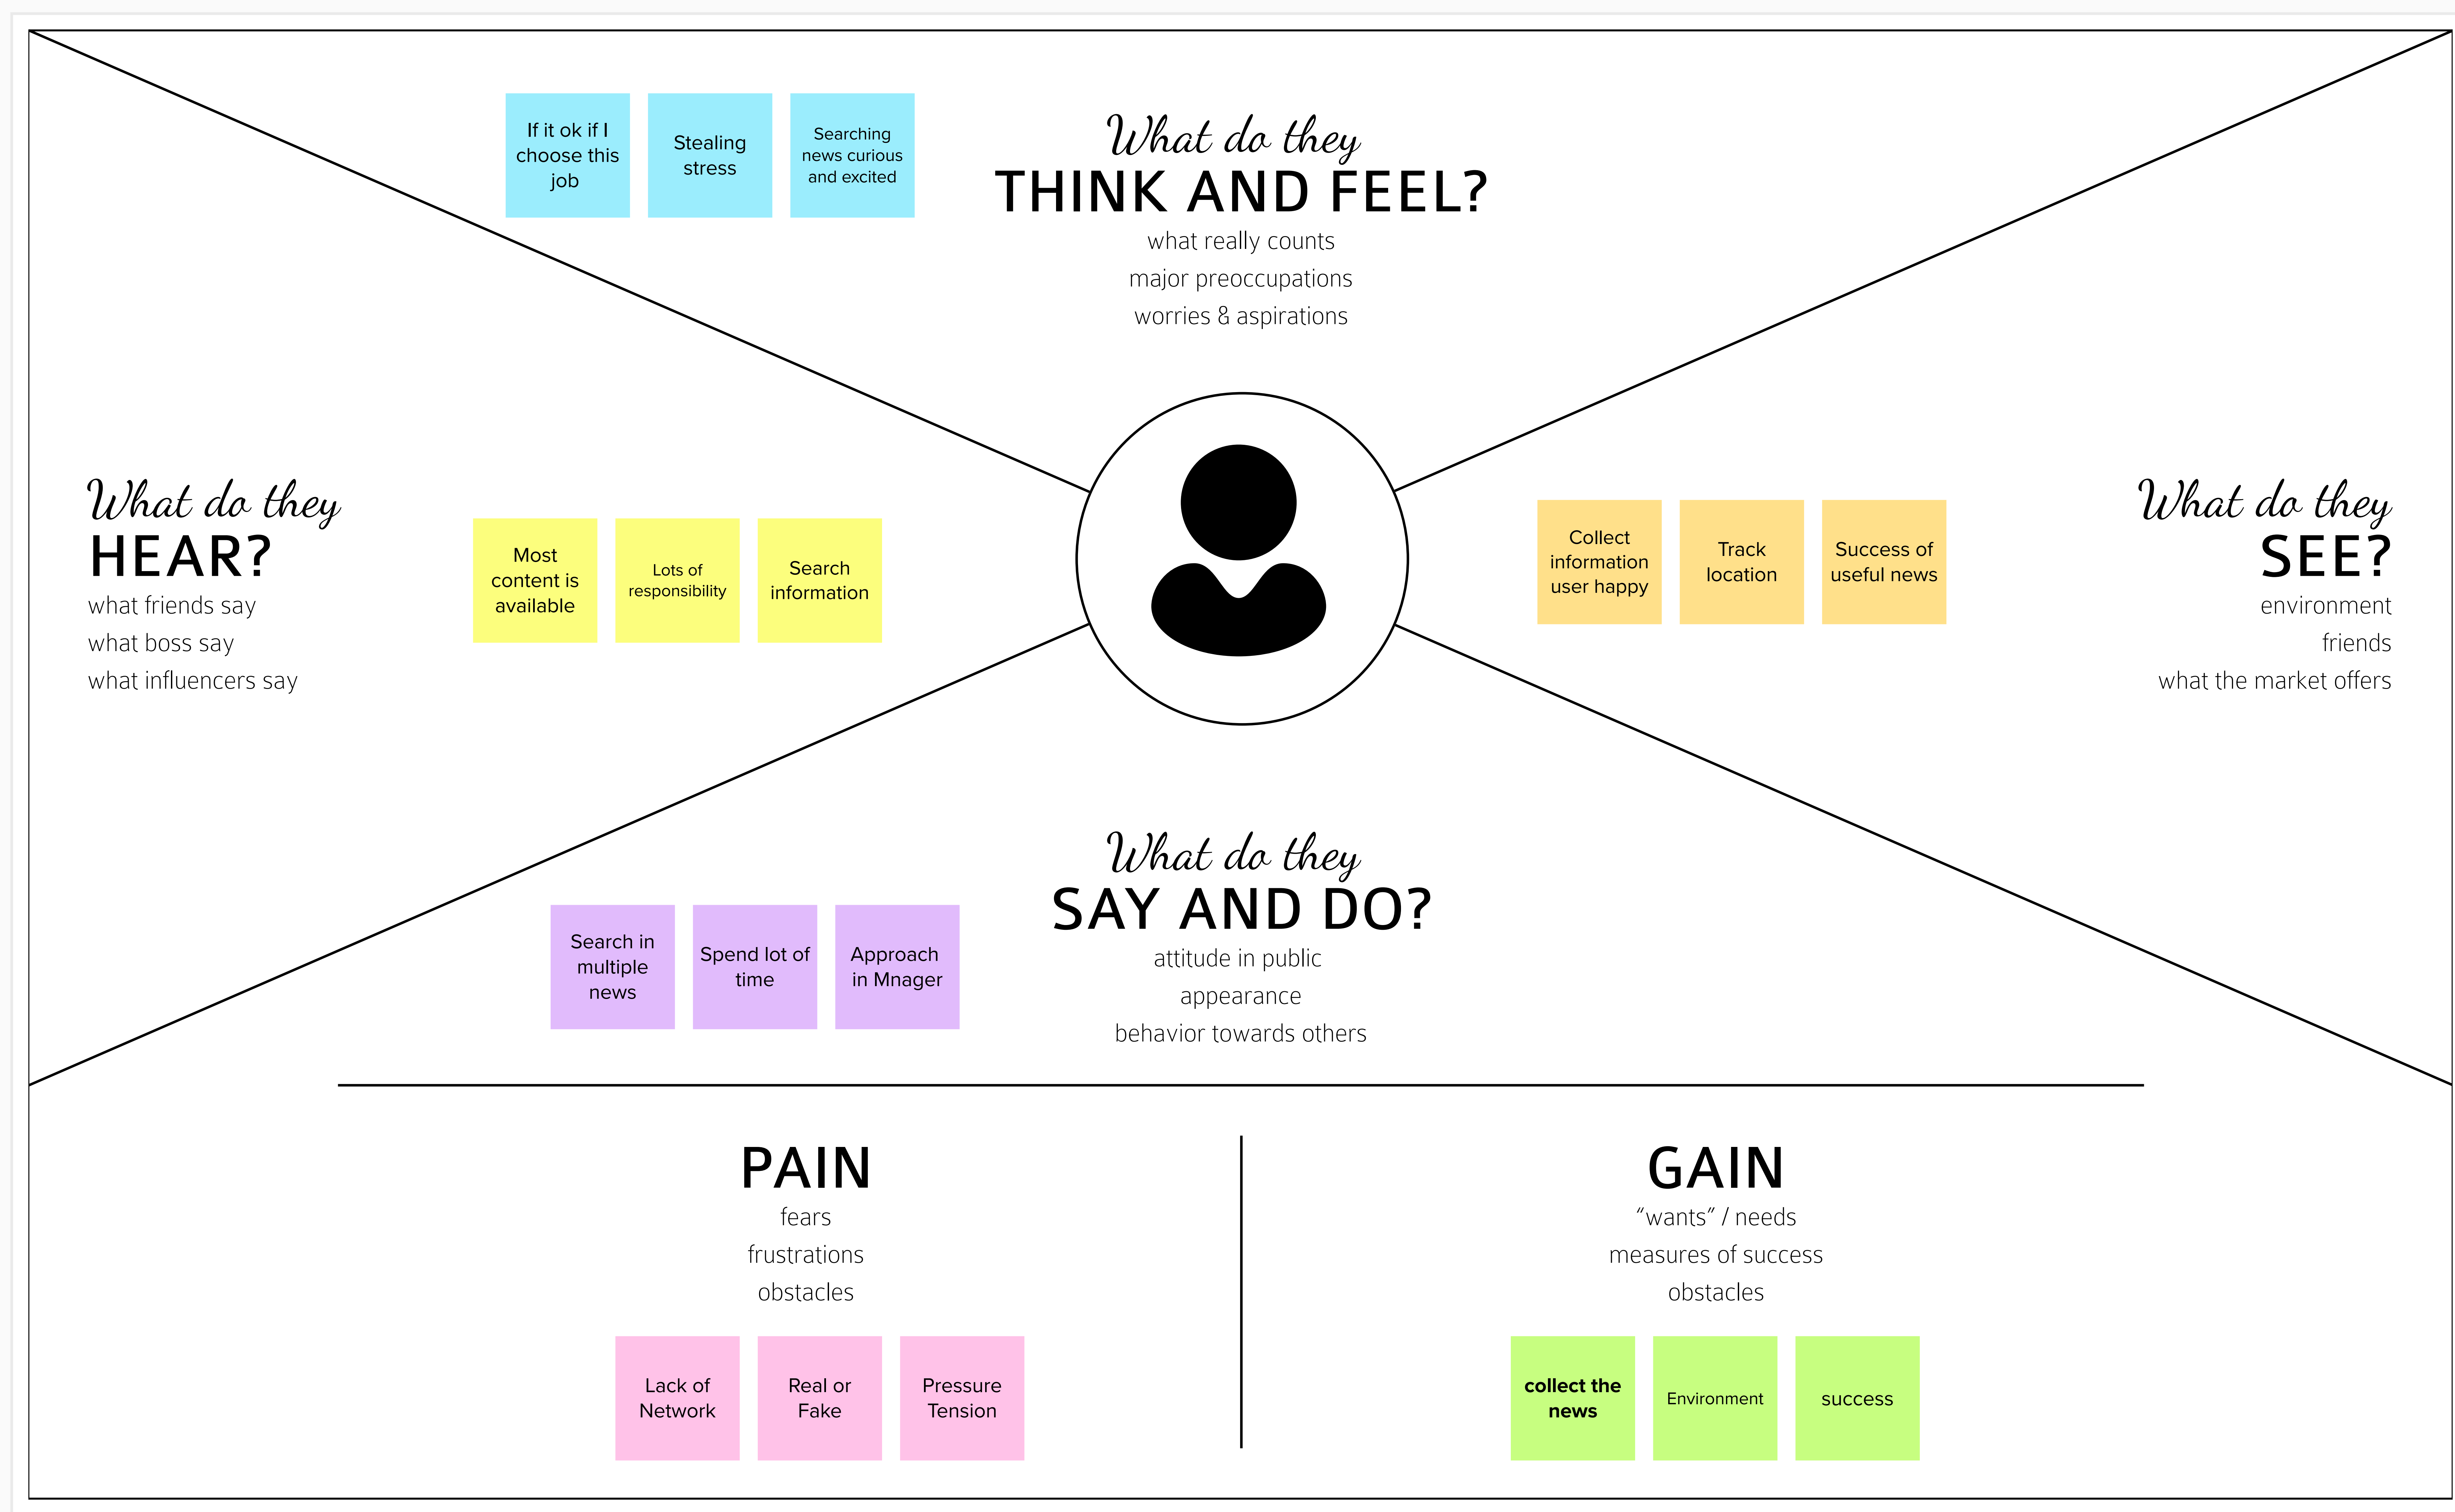 If it ok if I
choose this
job
Stealing
stress
Searching
news curious
and excited
What do they
THINK AND FEEL?
what really counts
major preoccupations
worries & aspirations
What do they
HEAR?
what friends say
what boss say
what influencers say
Most
content is
available
Lots of
responsibility
Search
information
Collect
information
user happy
Track
location
Success of
useful news
What do they
SEE?
environment
friends
what the market offers
What do they
SAY AND DO?
attitude in public
appearance
behavior towards others
Search in
multiple
news
Spend lot of
time
Approach
in Mnager
PAIN
fears
frustrations
obstacles
Lack of
Network
Real or
Fake
Pressure
Tension
GAIN
“wants” / needs
measures of success
obstacles
collect the
news
Environment
success